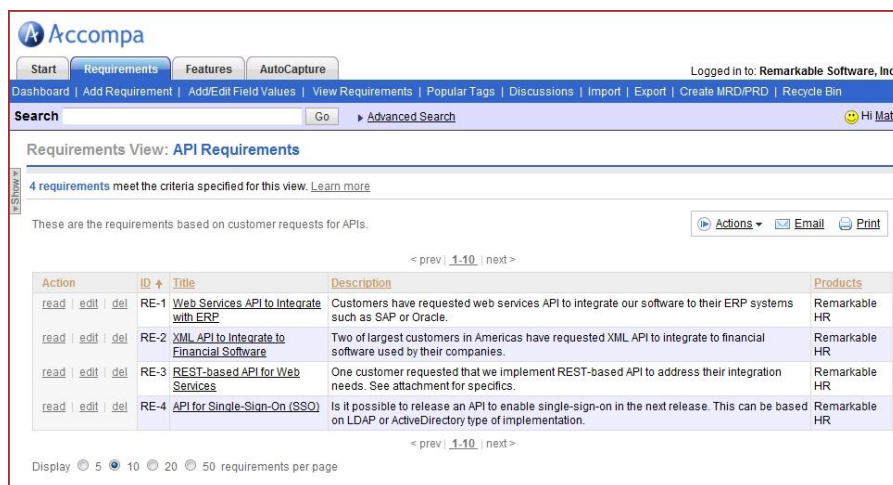 Accompa
Start Requirements Features AutoCapture
Logged in to: Remarkable Software, Inc
Dashboard | Add Requirement | Add/Edit Field Values | View Requirements | Popular Tags | Discussions | Import | Export | Create MRD/PRD | Recycle Bin
Search Go Advanced Search Hi Mat
Requirements View: API Requirements
Show
4 requirements meet the criteria specified for this view. Learn more
These are the requirements based on customer requests for APIs.
Actions Email Print
< prev | 1-10 | next >
Action ID Title Description Products
read | edit | del RE-1 Web Services API to Integrate Customers have requested web services API to integrate our software to their ERP systems Remarkable
with ERP such as SAP or Oracle. HR
read | edit | del RE-2 XML API to Integrate to Two of largest customers in Americas have requested XML API to integrate to financial Remarkable
Financial Software software used by their companies. HR
read | edit | del RE-3 REST-based API for Web One customer requested that we implement REST-based API to address their integration Remarkable
Services needs. See attachment for specifics. HR
read | edit | del RE-4 API for Single-Sign-On (SSO) Is it possible to release an API to enable single-sign-on in the next release. This can be based Remarkable
on LDAP or ActiveDirectory type of implementation. HR
< prev | 1-10 | next >
Display 5 10 20 50 requirements per page